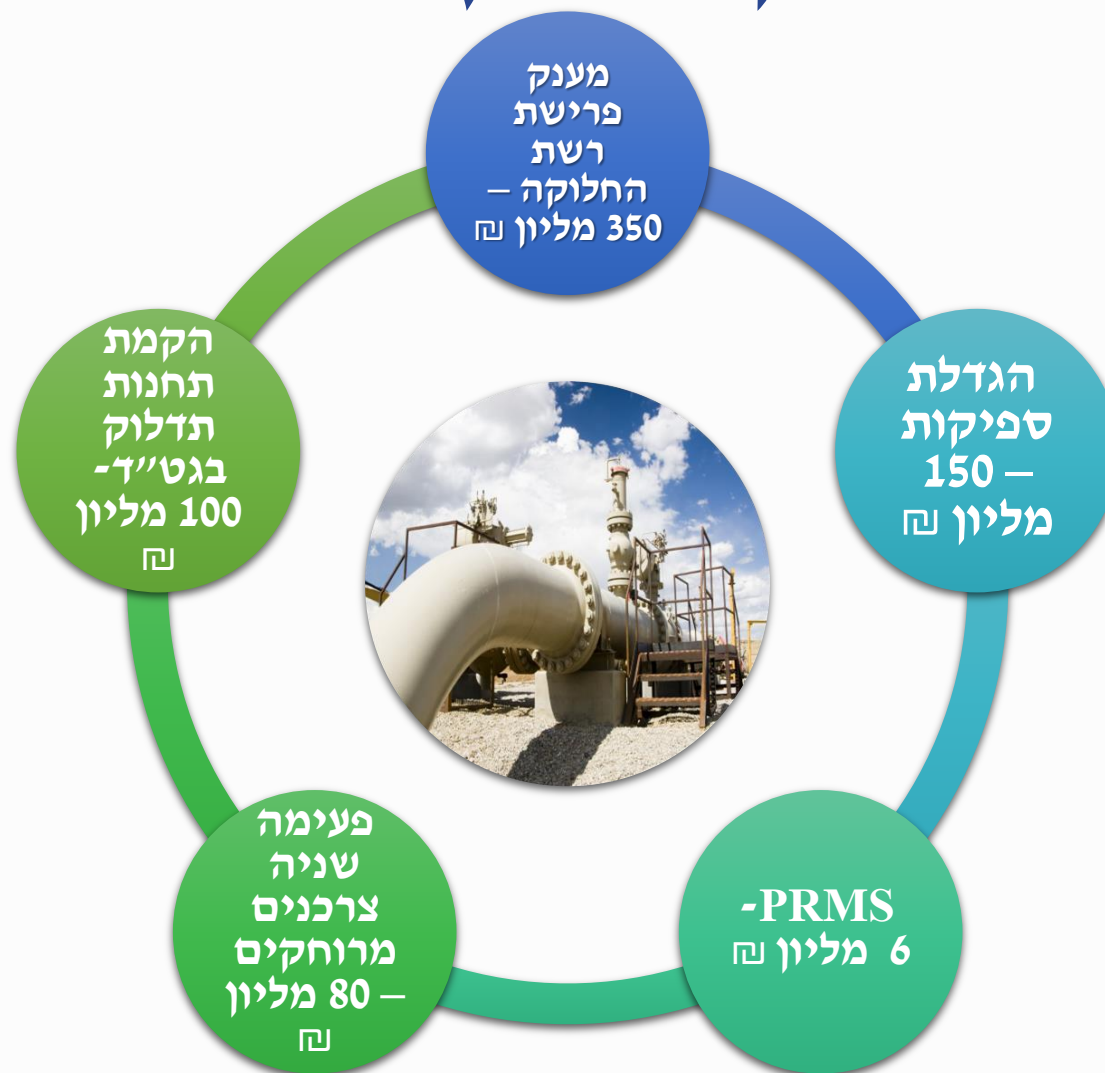 מענק
פרישת
רשת
החלוקה –
350 מליון ₪
הגדלת
ספיקות
– 150
מליון ₪
PRMS-
6 מליון ₪
פעימה
שניה
צרכנים
מרוחקים
– 80 מליון
₪
הקמת
תחנות
תדלוק
בגט״ד-
100 מליון
₪